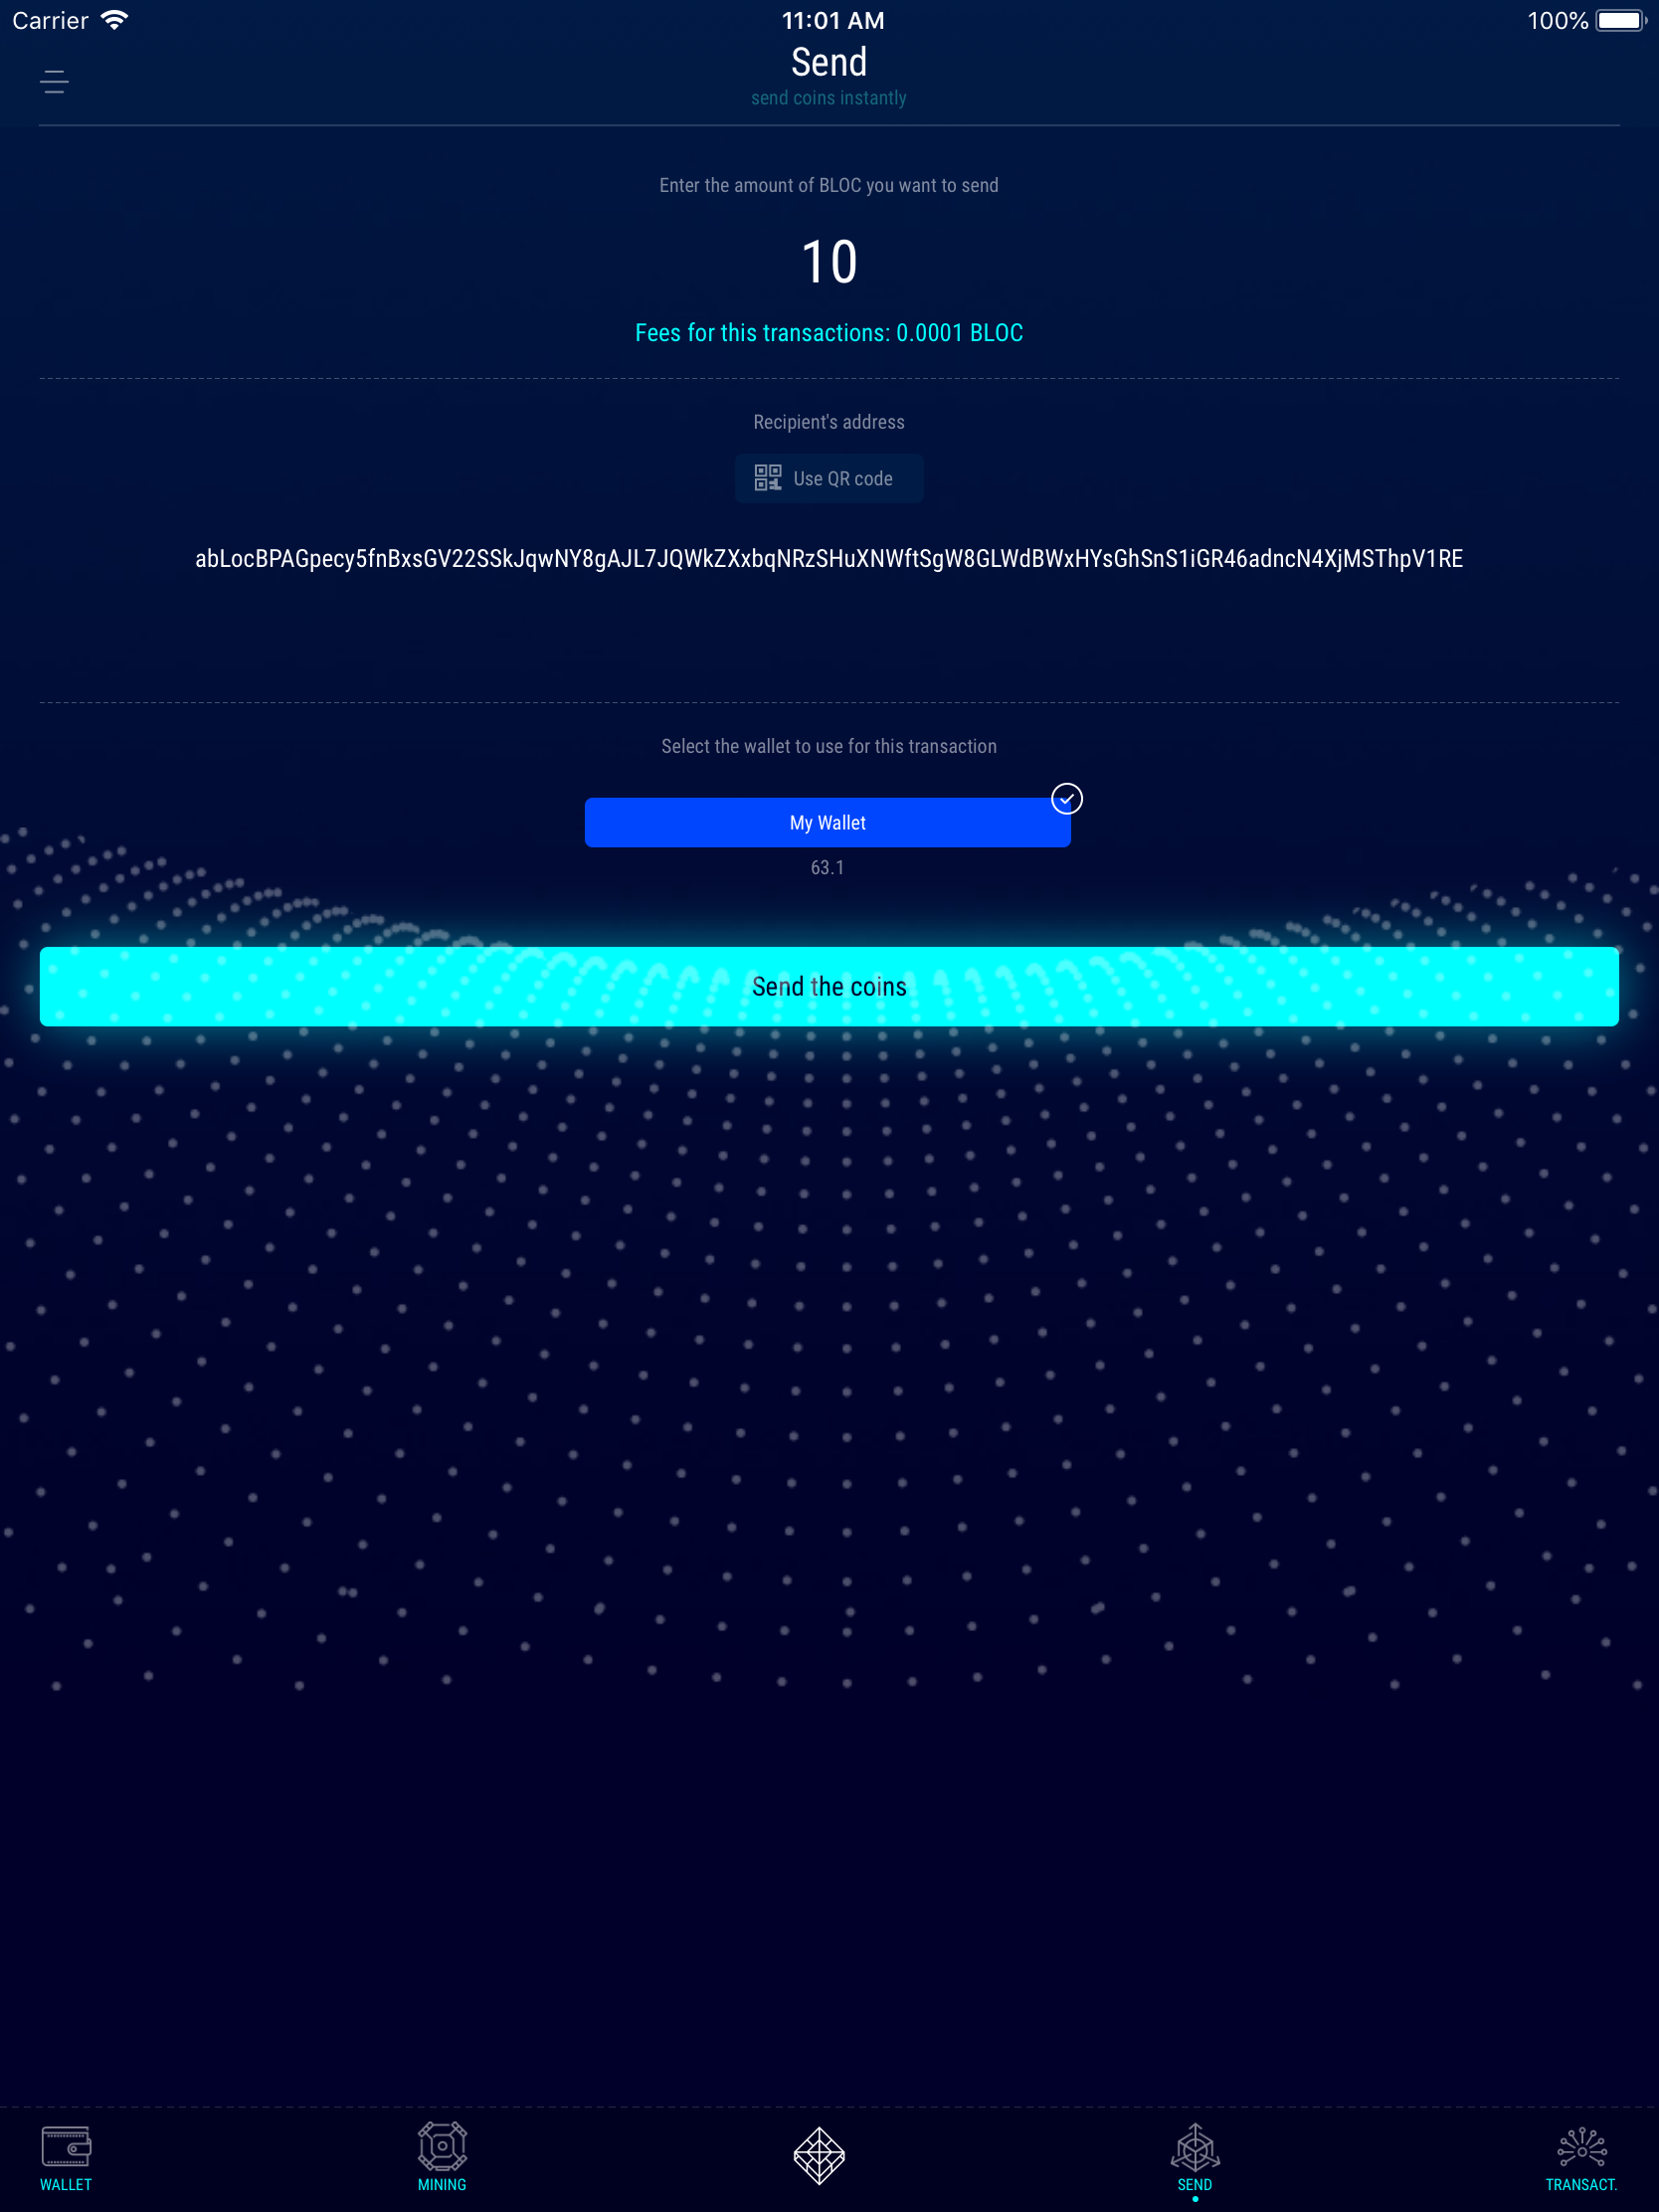 Carrier 11:01 AM 100%
Send
send coins instantly
Enter the amount of BLOC you want to send
10
Fees for this transactions: 0.0001 BLOC
Recipient's address
Use QR code
abLocBPAGpecy5fnBxsGV22SSkJqwNY8gAJL7JQWkZXxbqNRzSHuXNWftSgW8GLWdBWxHYsGhSnS1iGR46adncN4XjMSThpV1RE
Select the wallet to use for this transaction
My Wallet
63.1
Send the coins
WALLET MINING SEND TRANSACT.